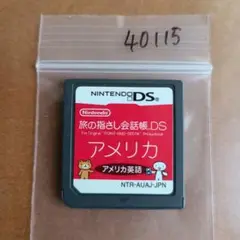 40115
NINTENDO DS
Nintendo
旅の指さし会話帳DS
アメリカ
アメリカ英語
NTR-AUAJ-JPN